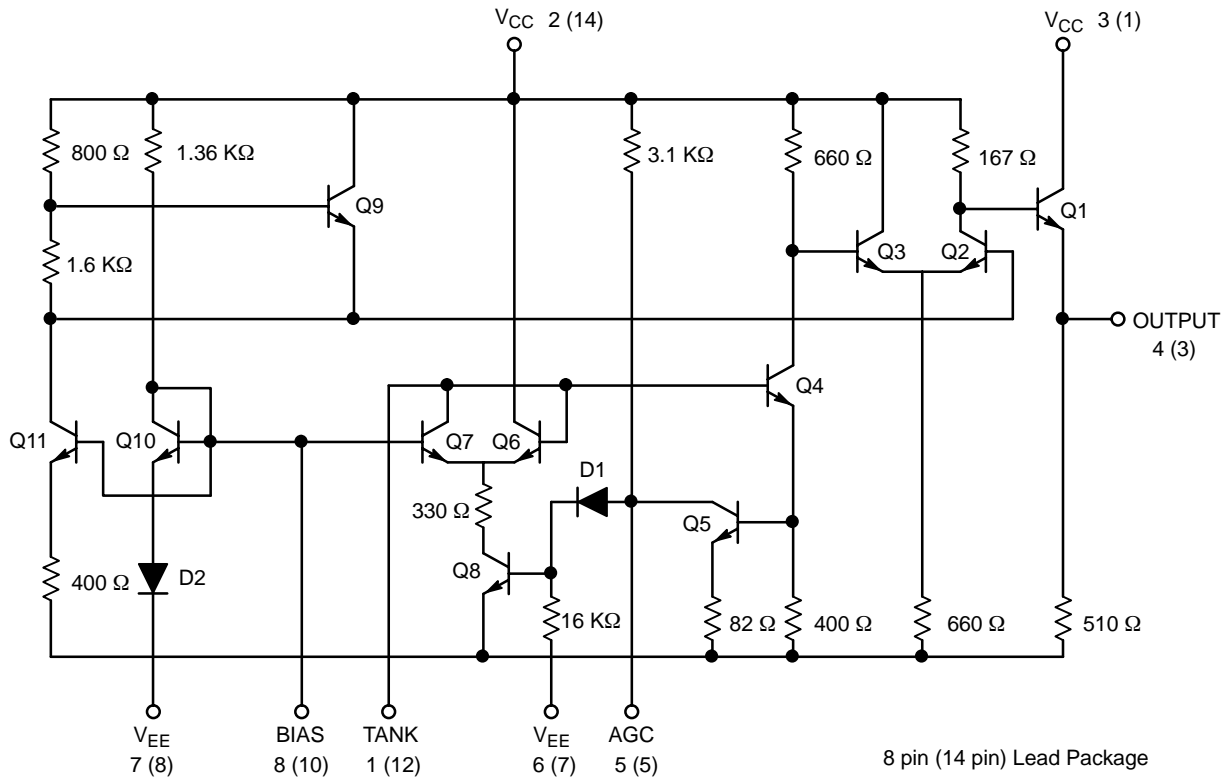 VCC 2 (14)
VCC 3 (1)
800 Ω
1.36 KΩ
3.1 KΩ
660 Ω
167 Ω
Q9
Q1
Q3
Q2
1.6 KΩ
OUTPUT
4 (3)
Q4
Q11
Q10
Q7
Q6
D1
330 Ω
Q5
Q8
400 Ω
D2
16 KΩ
82 Ω
400 Ω
660 Ω
510 Ω
VEE
7 (8)
BIAS
8 (10)
TANK
1 (12)
VEE
6 (7)
AGC
5 (5)
8 pin (14 pin) Lead Package